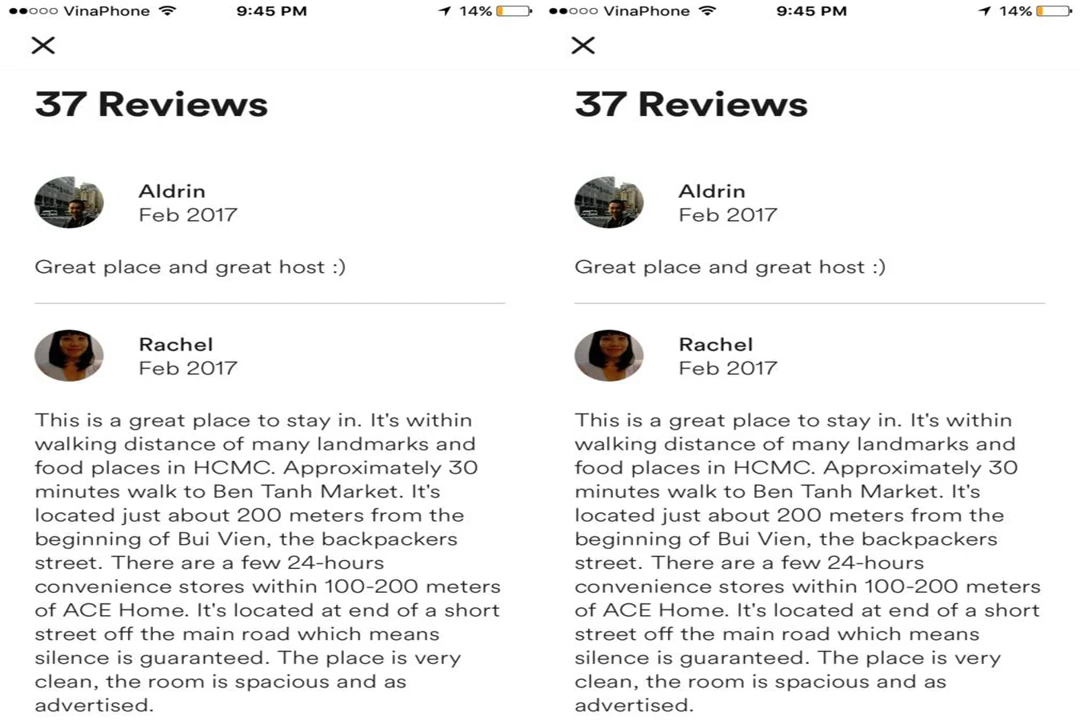 VinaPhone 9:45 PM 14%
37 Reviews
Aldrin
Feb 2017
Great place and great host :)
Rachel
Feb 2017
This is a great place to stay in. It's within
walking distance of many landmarks and
food places in HCMC. Approximately 30
minutes walk to Ben Tanh Market. It's
located just about 200 meters from the
beginning of Bui Vien, the backpackers
street. There are a few 24-hours
convenience stores within 100-200 meters
of ACE Home. It's located at end of a short
street off the main road which means
silence is guaranteed. The place is very
clean, the room is spacious and as
advertised.
VinaPhone 9:45 PM 14%
37 Reviews
Aldrin
Feb 2017
Great place and great host :)
Rachel
Feb 2017
This is a great place to stay in. It's within
walking distance of many landmarks and
food places in HCMC. Approximately 30
minutes walk to Ben Tanh Market. It's
located just about 200 meters from the
beginning of Bui Vien, the backpackers
street. There are a few 24-hours
convenience stores within 100-200 meters
of ACE Home. It's located at end of a short
street off the main road which means
silence is guaranteed. The place is very
clean, the room is spacious and as
advertised.